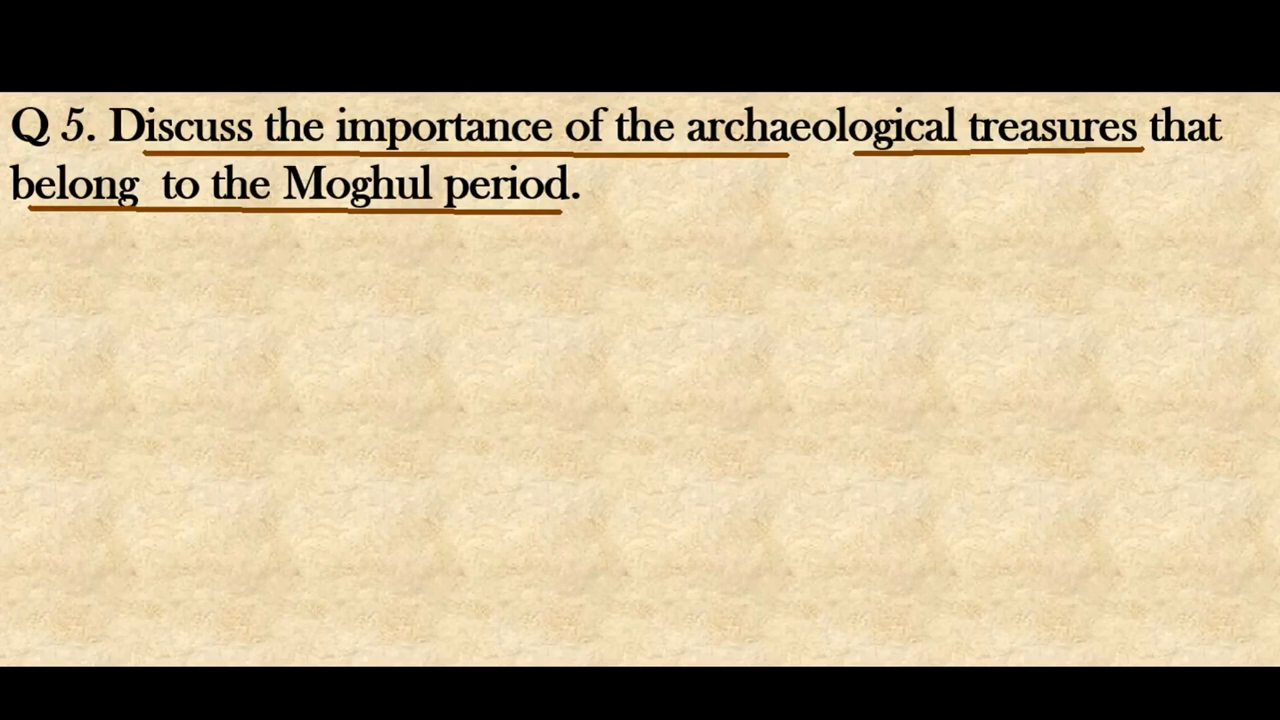 Q 5. Discuss the importance of the archaeological treasures that
belong to the Moghul period.